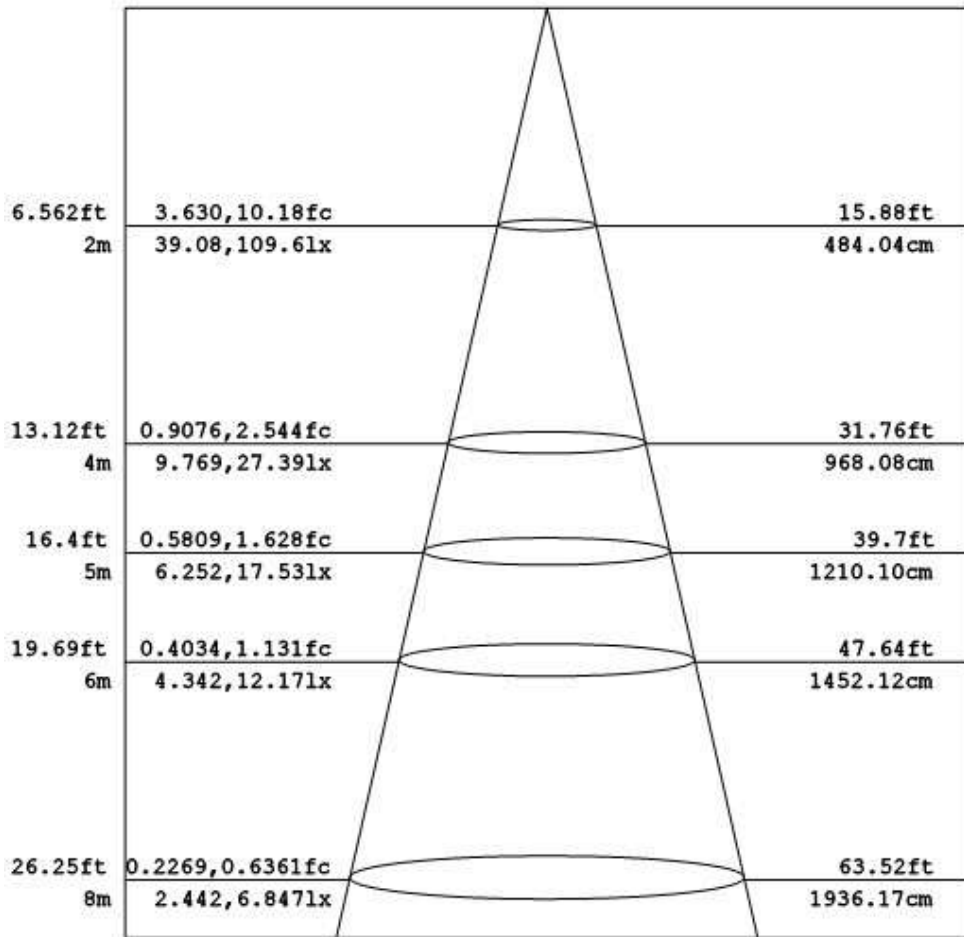 6.562ft 3.630,10.18fc 15.88ft
2m 39.08,109.6lx 484.04cm
13.12ft 0.9076,2.544fc 31.76ft
4m 9.769,27.39lx 968.08cm
16.4ft 0.5809,1.628fc 39.7ft
5m 6.252,17.53lx 1210.10cm
19.69ft 0.4034,1.131fc 47.64ft
6m 4.342,12.17lx 1452.12cm
26.25ft 0.2269,0.6361fc 63.52ft
8m 2.442,6.847lx 1936.17cm